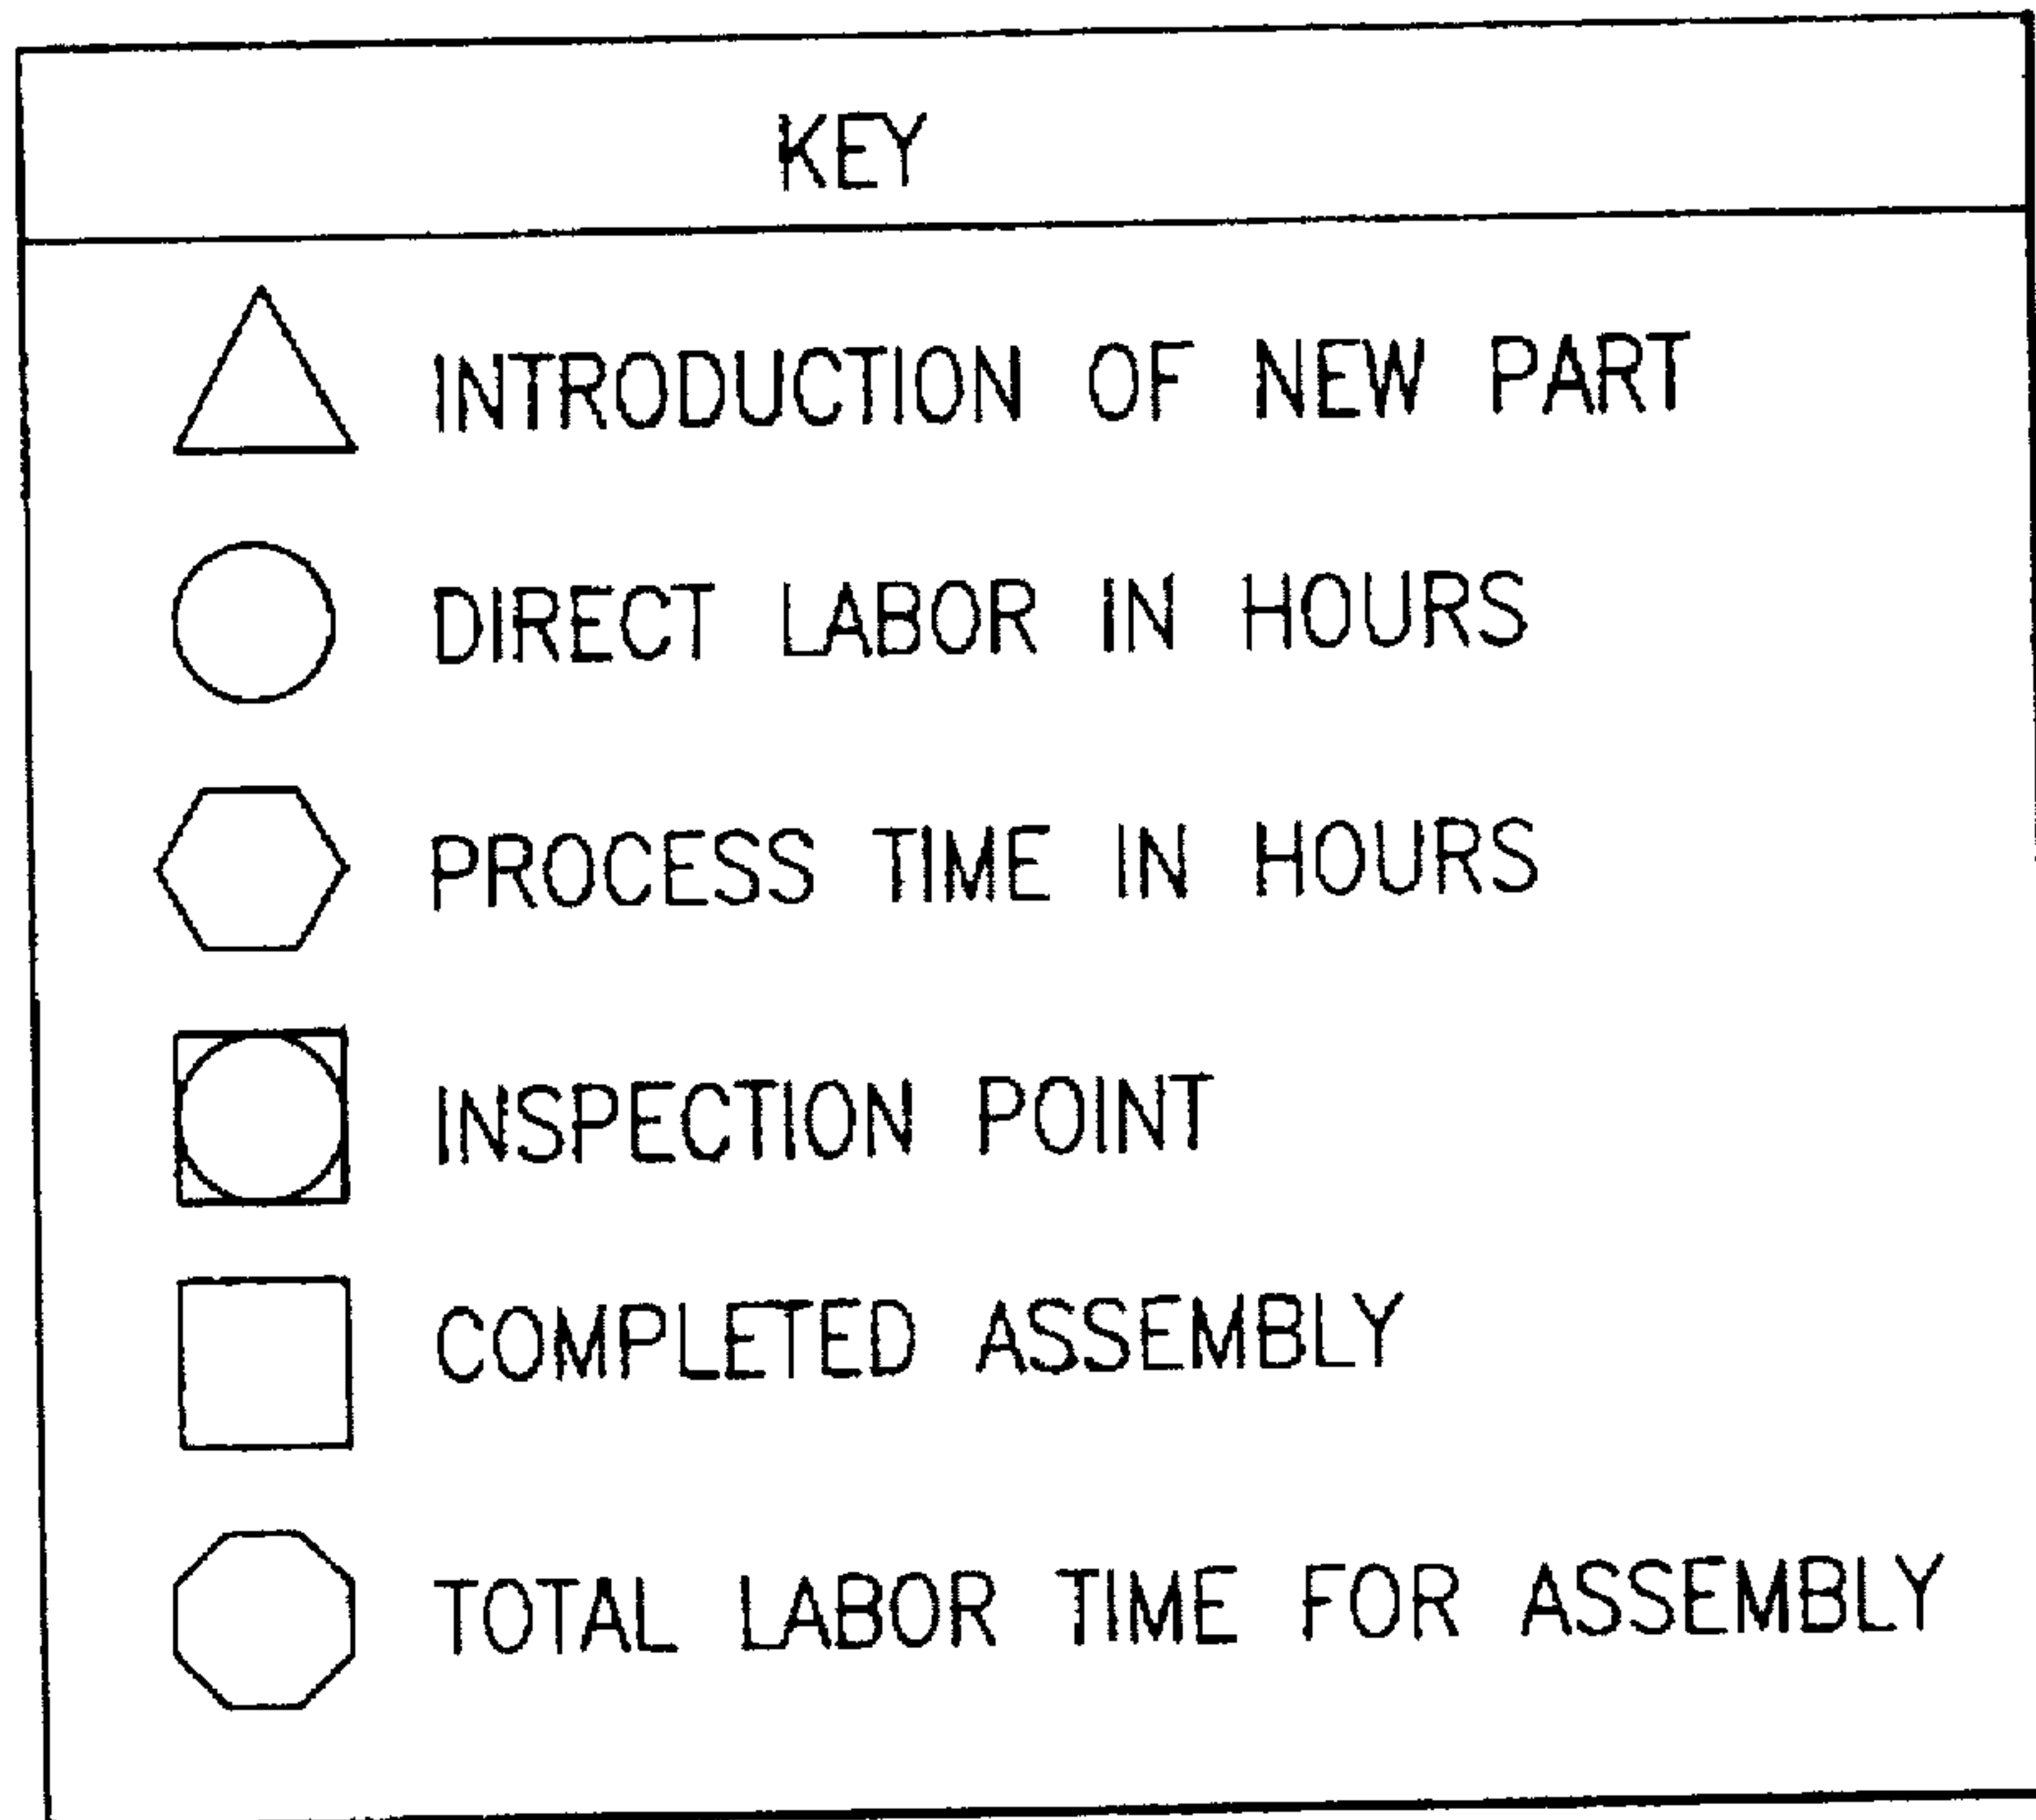 KEY
INTRODUCTION OF NEW PART
DIRECT LABOR IN HOURS
PROCESS TIME IN HOURS
INSPECTION POINT
COMPLETED ASSEMBLY
TOTAL LABOR TIME FOR ASSEMBLY